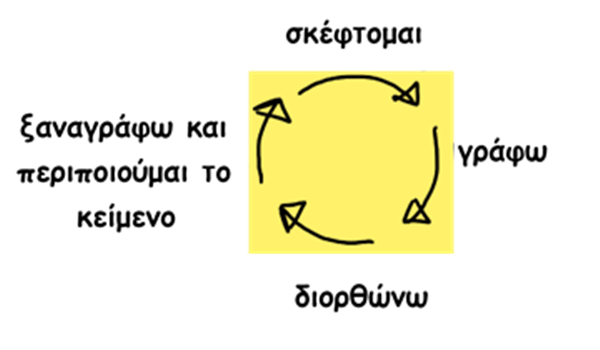 σκέφτομαι
γράφω
διορθώνω
ξαναγράφω και
περιποιούμαι το
κείμενο